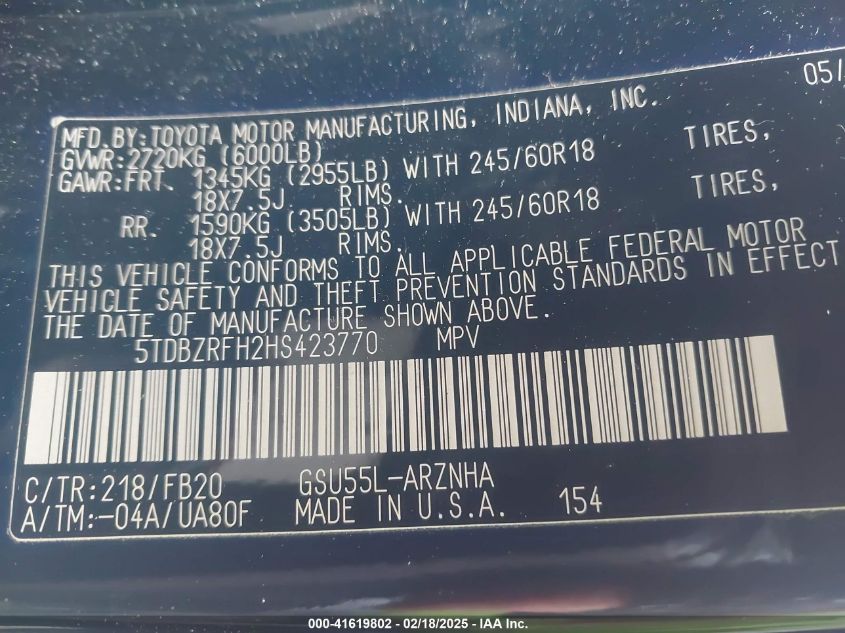 05/
MFD.BY:TOYOTA MOTOR MANUFACTURING, INDIANA, INC.
GVWR:2720KG (6000LB)
GAWR:FRT. 1345KG (2955LB) WITH 245/60R18 TIRES,
18X7.5J RIMS.
RR. 1590KG (3505LB) WITH 245/60R18 TIRES,
18X7.5J RIMS.
THIS VEHICLE CONFORMS TO ALL APPLICABLE FEDERAL MOTOR
VEHICLE SAFETY AND THEFT PREVENTION STANDARDS IN EFFECT
THE DATE OF MANUFACTURE SHOWN ABOVE.
5TDBZRFH2HS423770 MPV
C/TR:218/FB20 GSU55L-ARZNHA
A/TM:-04A/UA80F MADE IN U.S.A. 154
000-41619802 - 02/18/2025 - IAA Inc.